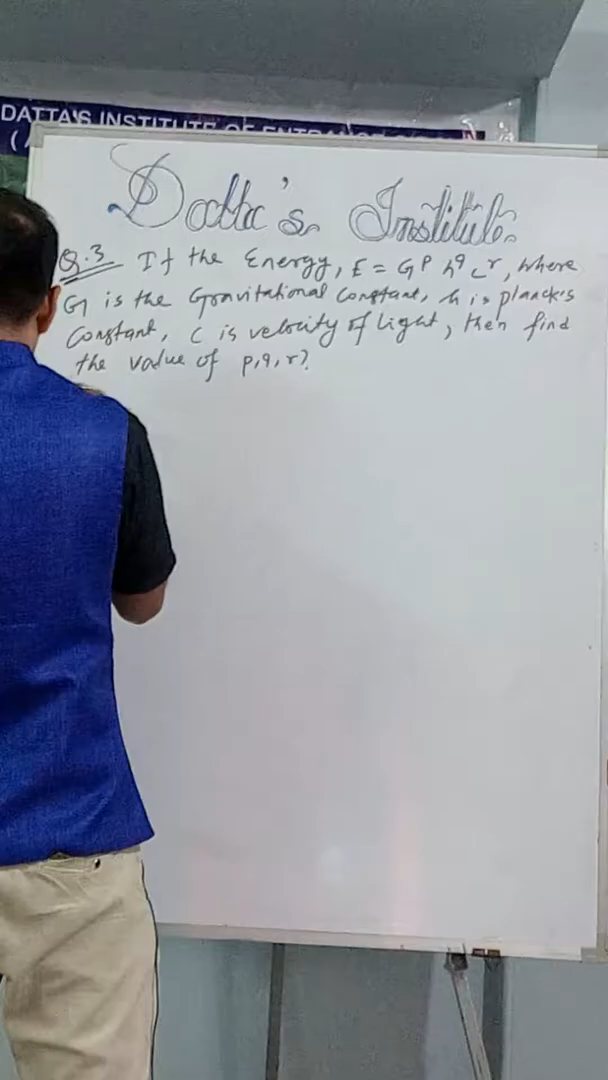 DATTA'S INSTITUTE OF
(
Datta's Institute
Q.3 If the Energy, E = G^p h^q c^r, where
G is the Gravitational Constant, h is planck's
Constant, C is velocity of light, then find
the value of p,q,r?